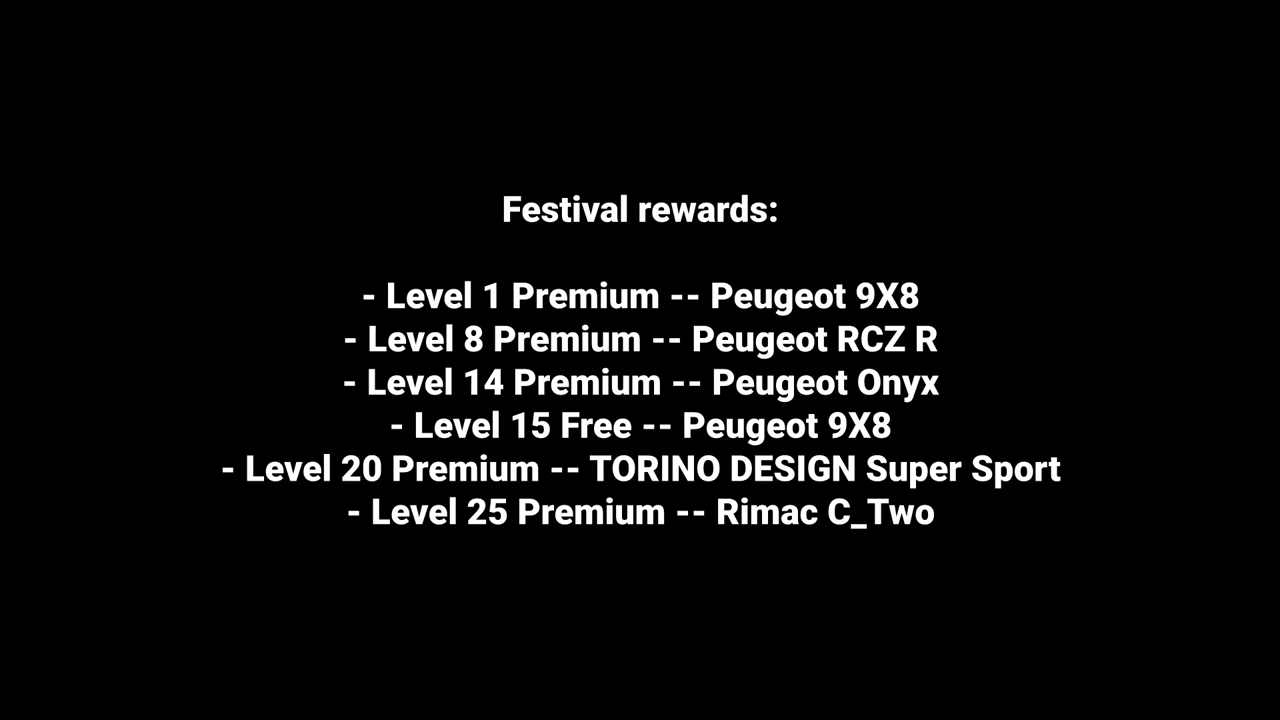 Festival rewards:
- Level 1 Premium -- Peugeot 9X8
- Level 8 Premium -- Peugeot RCZ R
- Level 14 Premium -- Peugeot Onyx
- Level 15 Free -- Peugeot 9X8
- Level 20 Premium -- TORINO DESIGN Super Sport
- Level 25 Premium -- Rimac C_Two